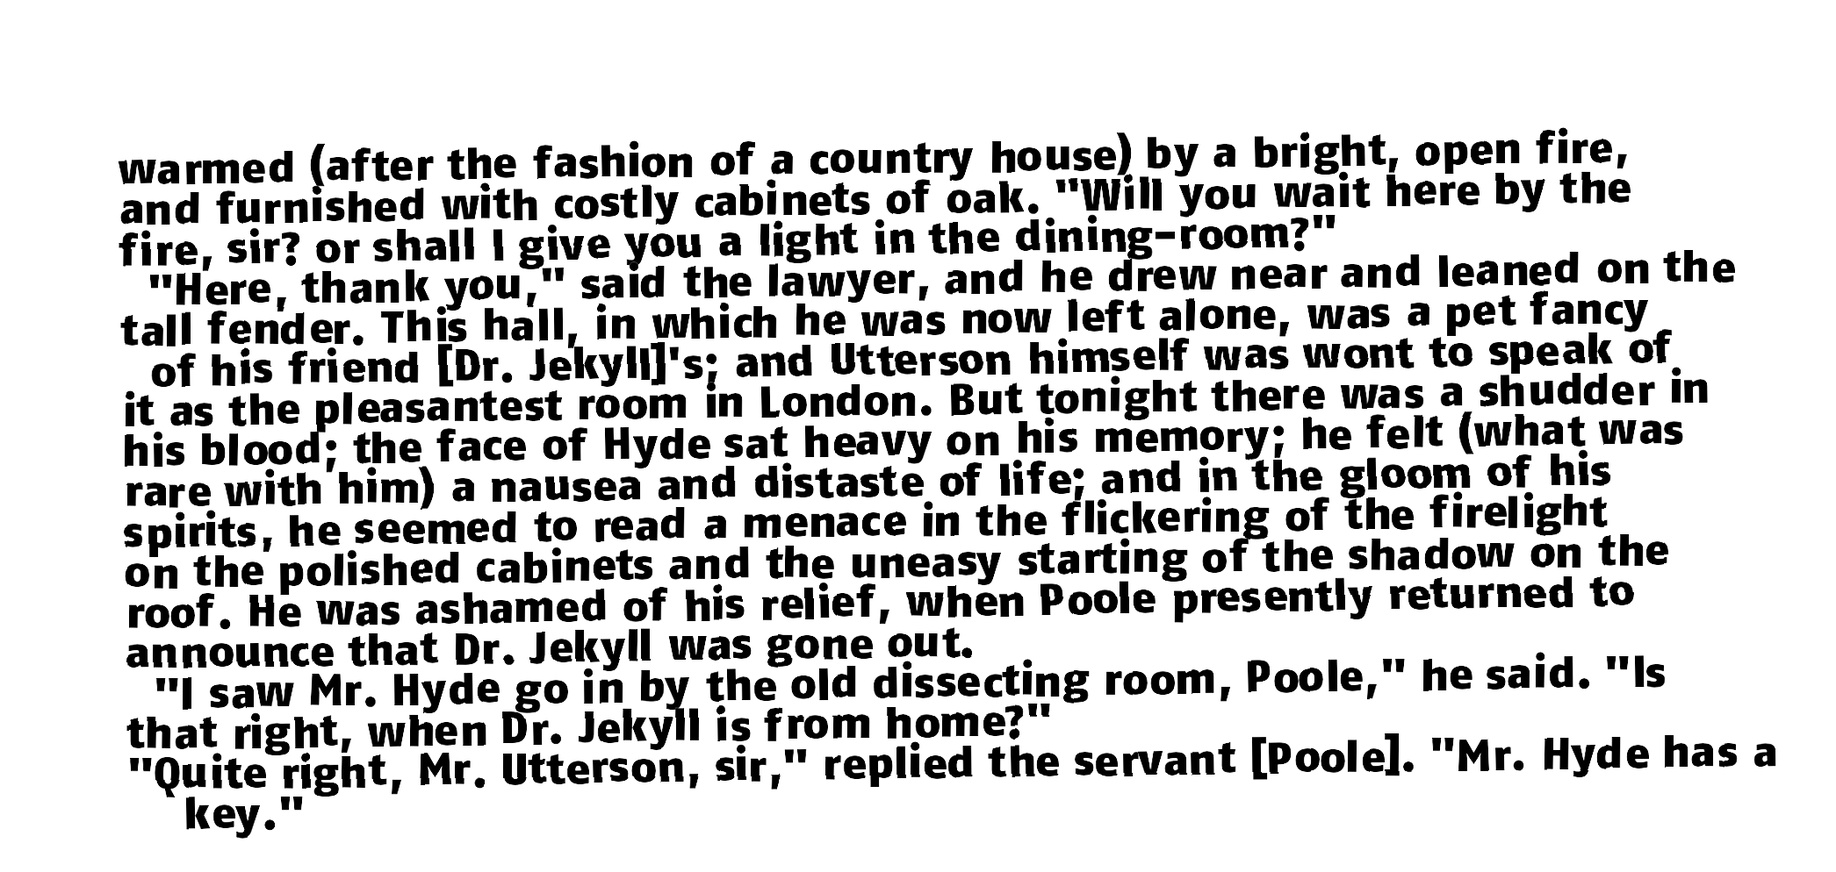 warmed (after the fashion of a country house) by a bright, open fire,
and furnished with costly cabinets of oak. "Will you wait here by the
fire, sir? or shall I give you a light in the dining-room?"
"Here, thank you," said the lawyer, and he drew near and leaned on the
tall fender. This hall, in which he was now left alone, was a pet fancy
of his friend [Dr. Jekyll]'s; and Utterson himself was wont to speak of
it as the pleasantest room in London. But tonight there was a shudder in
his blood; the face of Hyde sat heavy on his memory; he felt (what was
rare with him) a nausea and distaste of life; and in the gloom of his
spirits, he seemed to read a menace in the flickering of the firelight
on the polished cabinets and the uneasy starting of the shadow on the
roof. He was ashamed of his relief, when Poole presently returned to
announce that Dr. Jekyll was gone out.
"I saw Mr. Hyde go in by the old dissecting room, Poole," he said. "Is
that right, when Dr. Jekyll is from home?"
"Quite right, Mr. Utterson, sir," replied the servant [Poole]. "Mr. Hyde has a
key."